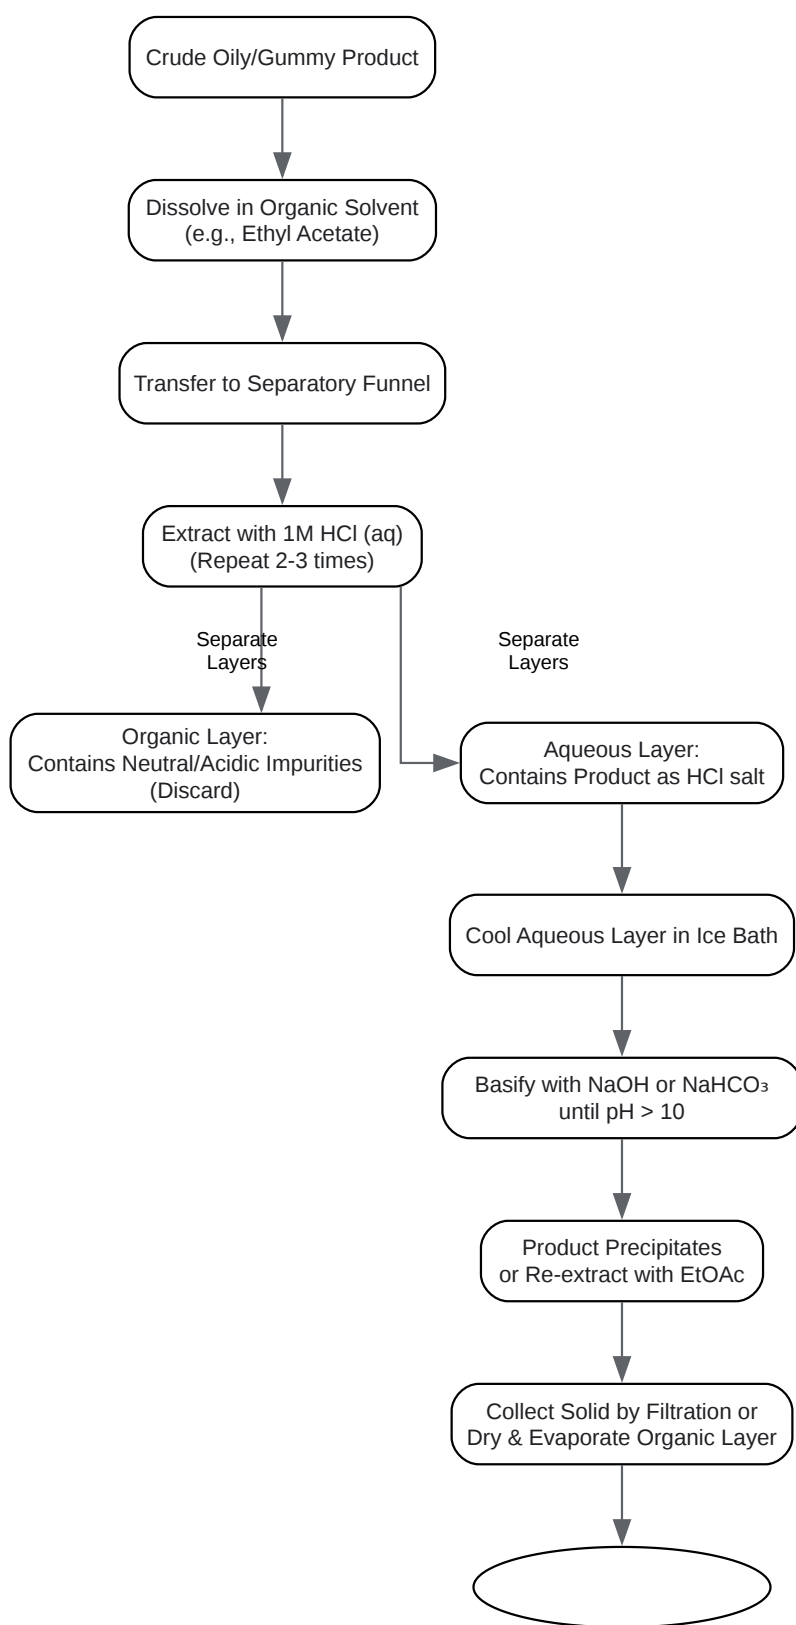 Crude Oily/Gummy Product
Dissolve in Organic Solvent
(e.g., Ethyl Acetate)
Transfer to Separatory Funnel
Extract with 1M HCl (aq)
(Repeat 2-3 times)
Separate
Layers
Separate
Layers
Organic Layer:
Contains Neutral/Acidic Impurities
(Discard)
Aqueous Layer:
Contains Product as HCl salt
Cool Aqueous Layer in Ice Bath
Basify with NaOH or NaHCO₃
until pH > 10
Product Precipitates
or Re-extract with EtOAc
Collect Solid by Filtration or
Dry & Evaporate Organic Layer